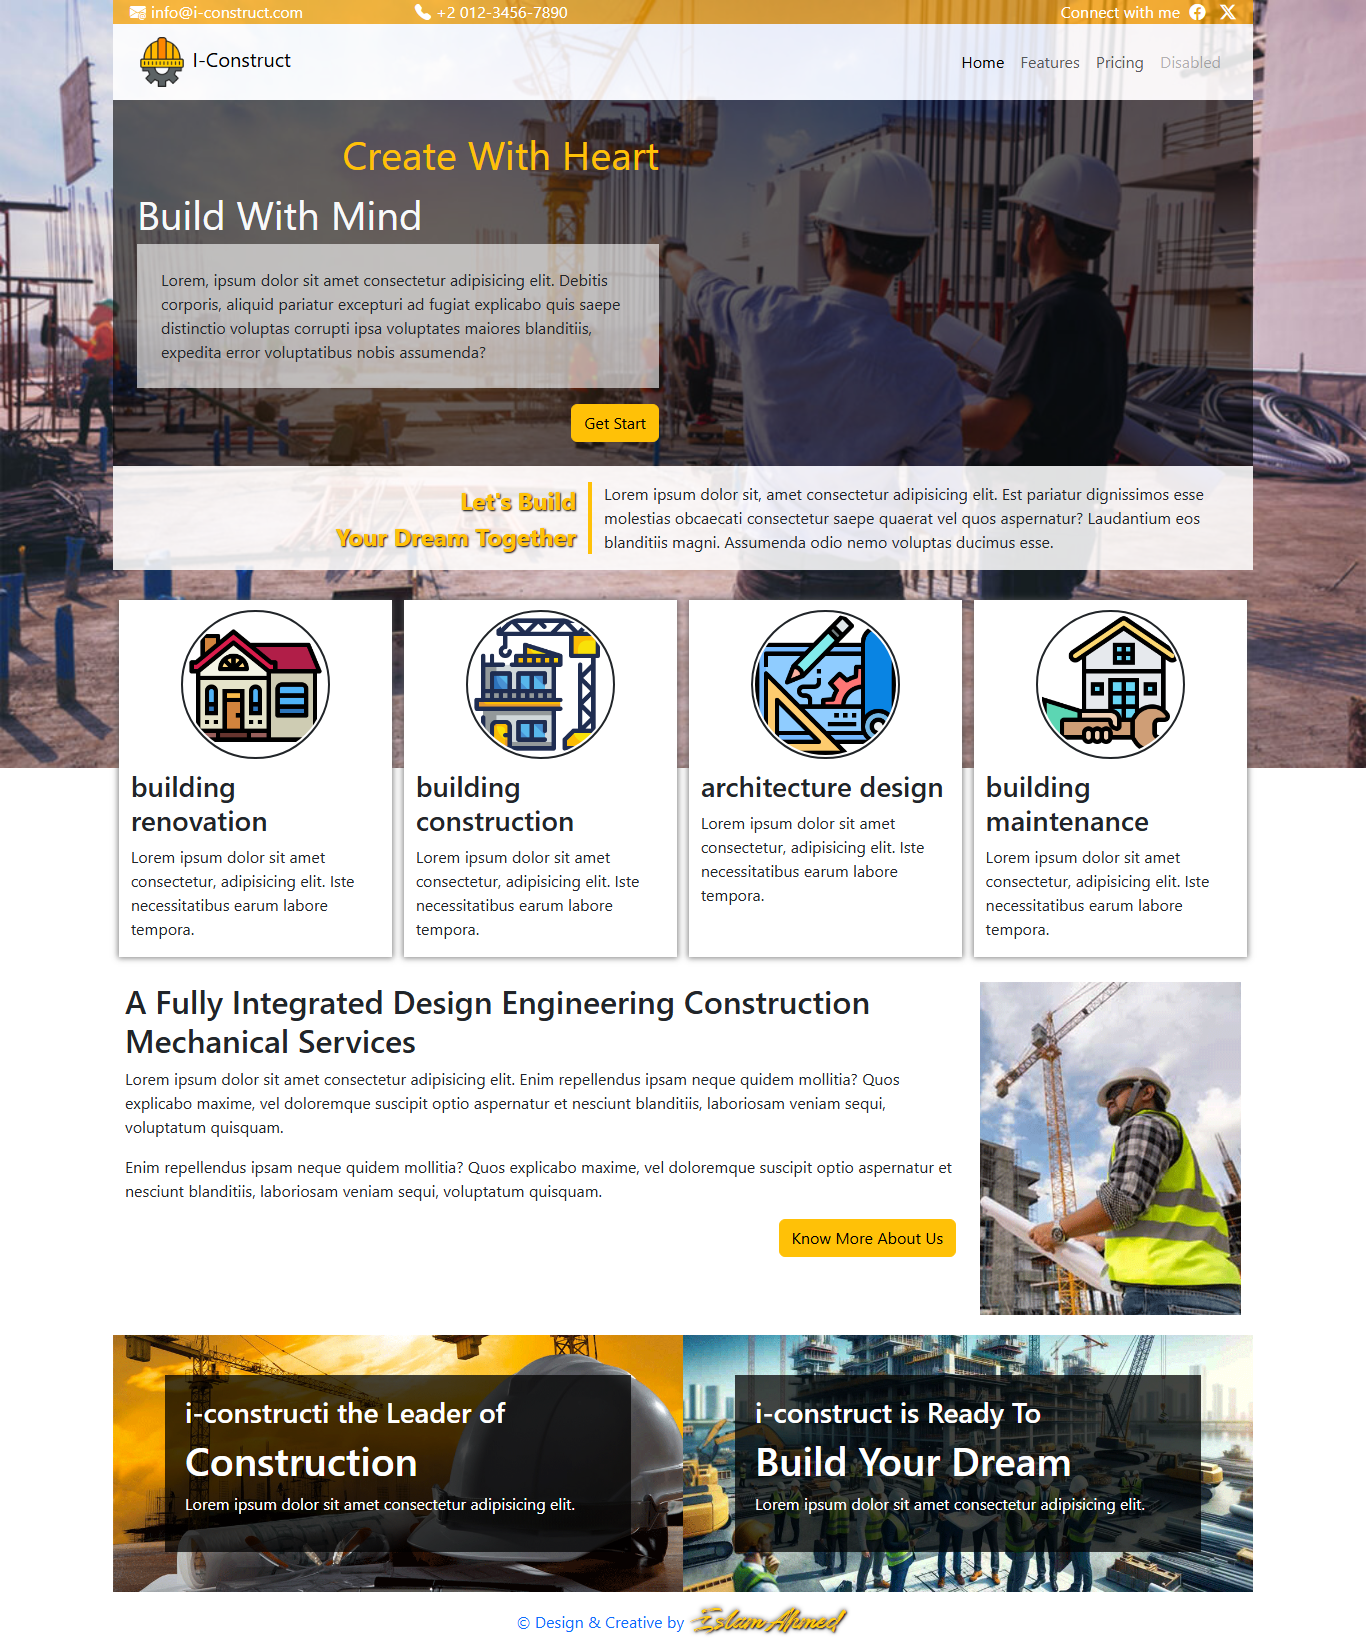 info@i-construct.com
+2 012-3456-7890
Connect with me
I-Construct
Home Features Pricing Disabled
Create With Heart
Build With Mind
Lorem, ipsum dolor sit amet consectetur adipisicing elit. Debitis
corporis, aliquid pariatur excepturi ad fugiat explicabo quis saepe
distinctio voluptas corrupti ipsa voluptates maiores blanditiis,
expedita error voluptatibus nobis assumenda?
Get Start
Let's Build
Your Dream Together
Lorem ipsum dolor sit, amet consectetur adipisicing elit. Est pariatur dignissimos esse
molestias obcaecati consectetur saepe quaerat vel quos aspernatur? Laudantium eos
blanditiis magni. Assumenda odio nemo voluptas ducimus esse.
building
renovation
Lorem ipsum dolor sit amet
consectetur, adipisicing elit. Iste
necessitatibus earum labore
tempora.
building
construction
Lorem ipsum dolor sit amet
consectetur, adipisicing elit. Iste
necessitatibus earum labore
tempora.
architecture design
Lorem ipsum dolor sit amet
consectetur, adipisicing elit. Iste
necessitatibus earum labore
tempora.
building
maintenance
Lorem ipsum dolor sit amet
consectetur, adipisicing elit. Iste
necessitatibus earum labore
tempora.
A Fully Integrated Design Engineering Construction
Mechanical Services
Lorem ipsum dolor sit amet consectetur adipisicing elit. Enim repellendus ipsam neque quidem mollitia? Quos
explicabo maxime, vel doloremque suscipit optio aspernatur et nesciunt blanditiis, laboriosam veniam sequi,
voluptatum quisquam.
Enim repellendus ipsam neque quidem mollitia? Quos explicabo maxime, vel doloremque suscipit optio aspernatur et
nesciunt blanditiis, laboriosam veniam sequi, voluptatum quisquam.
Know More About Us
i-constructi the Leader of
Construction
Lorem ipsum dolor sit amet consectetur adipisicing elit.
i-construct is Ready To
Build Your Dream
Lorem ipsum dolor sit amet consectetur adipisicing elit.
© Design & Creative by Eslam Ahmed